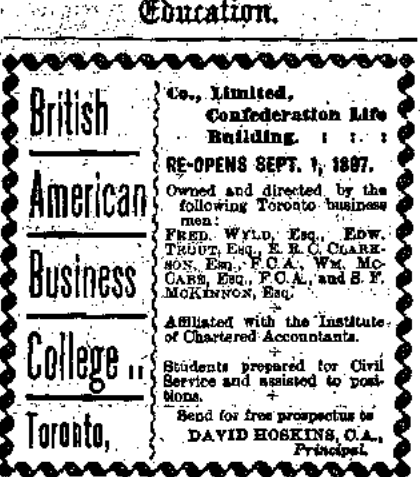 Education.
British
American
Business
College ..
Toronto,
Co., Limited,
Confederation Life
Building. : : :
RE-OPENS SEPT. 1, 1897.
Owned and directed by the
following Toronto business
men:
FRED. WYLD, Esq., EDW.
TROUT, Esq., E. R. C. CLARK-
SON, Esq., F.C.A., WM. MC-
CABE, Esq., F.C.A., and S. F.
MCKINNON, Esq.
Affiliated with the Institute
of Chartered Accountants.
Students prepared for Civil
Service and assisted to posi-
tions.
Send for free prospectus to
DAVID HOSKINS, C.A.,
Principal.